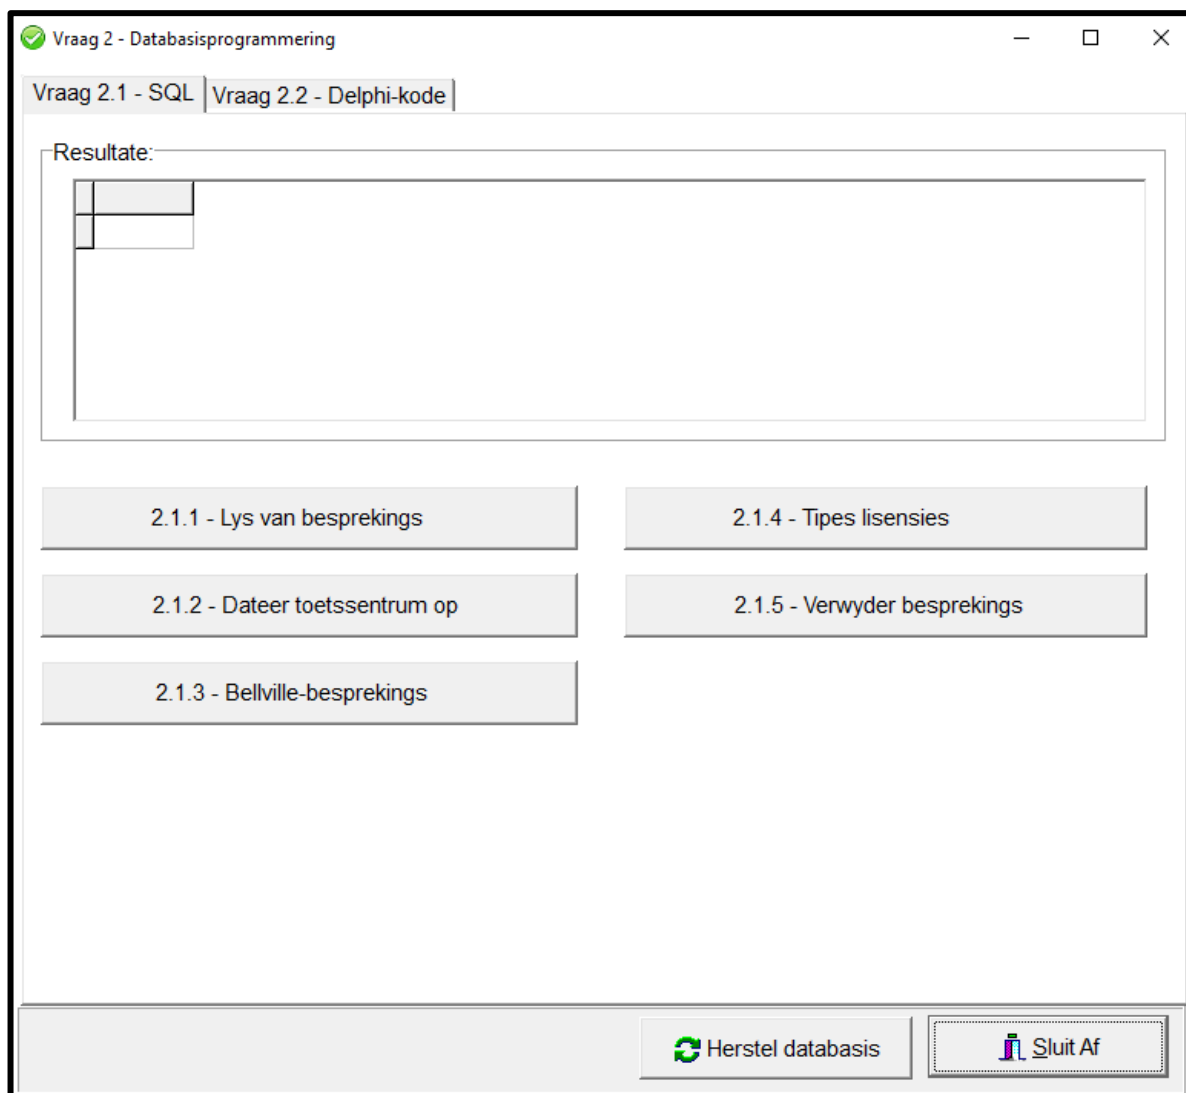 Vraag 2 - Databasisprogrammering
Vraag 2.1 - SQL
Vraag 2.2 - Delphi-kode
Resultate:
2.1.1 - Lys van besprekings
2.1.4 - Tipes lisensies
2.1.2 - Dateer toetssentrum op
2.1.5 - Verwyder besprekings
2.1.3 - Bellville-besprekings
Herstel databasis
Sluit Af